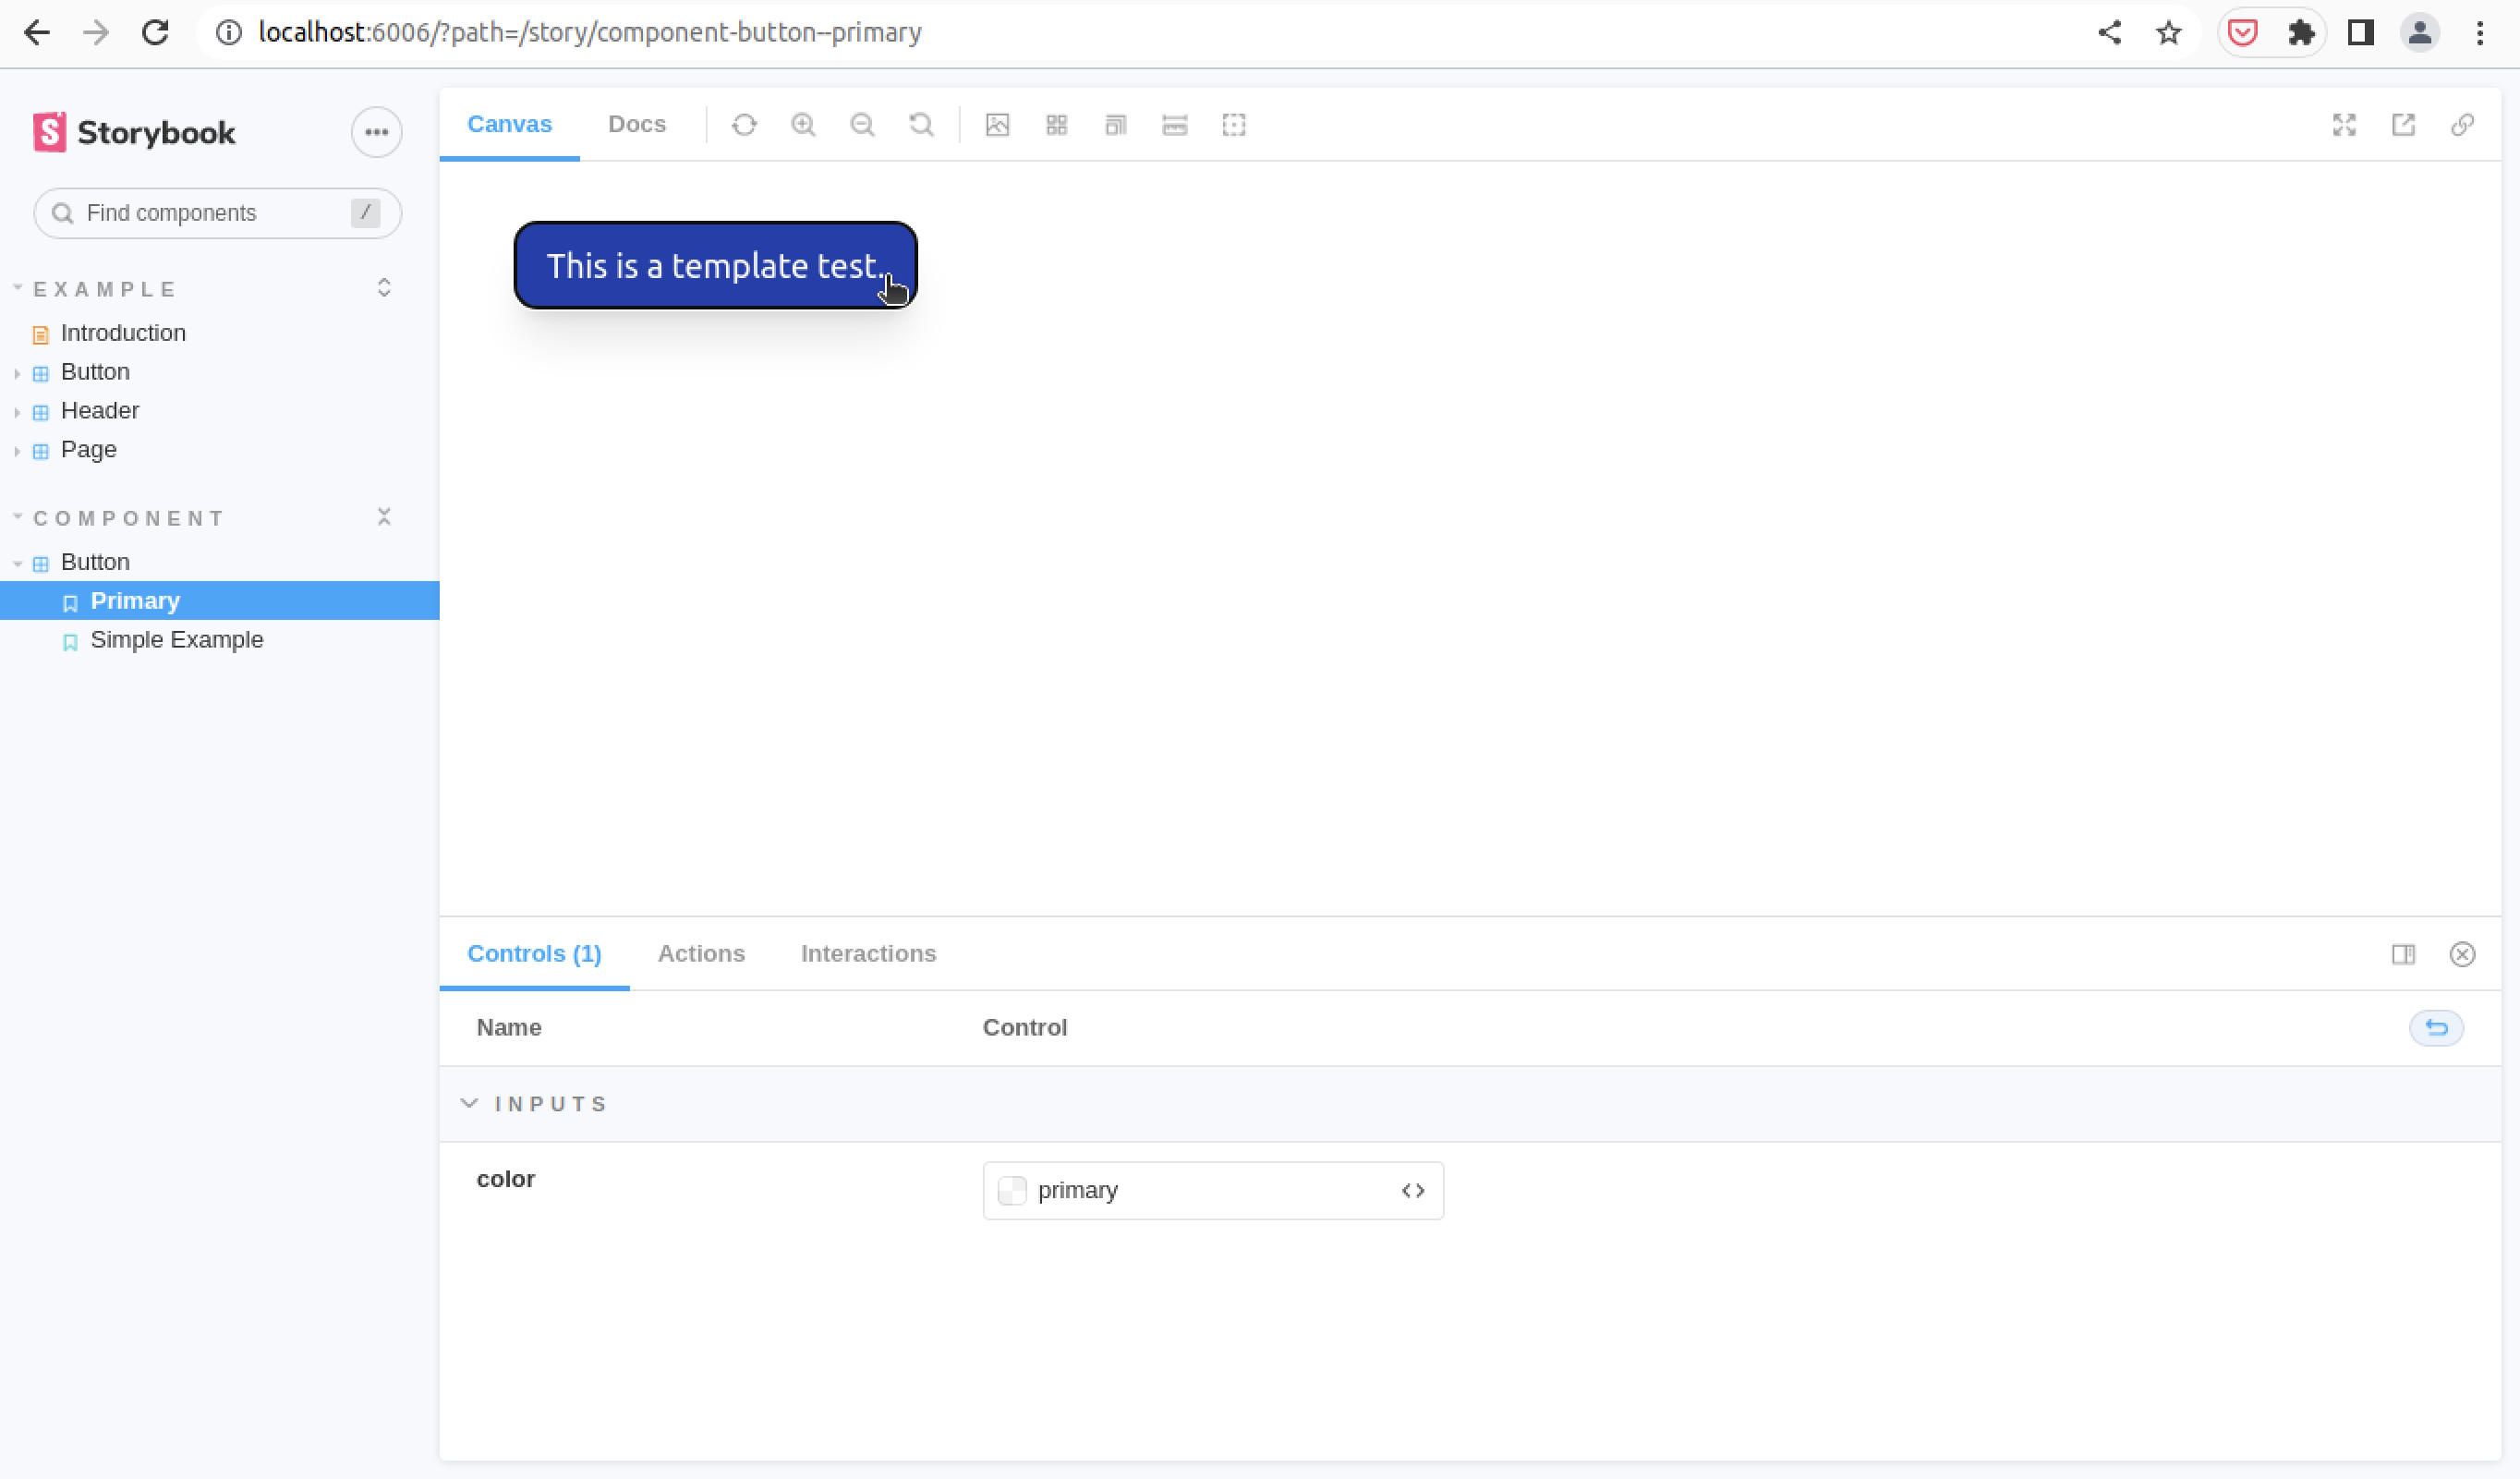 localhost:6006/?path=/story/component-button--primary
Storybook
Find components /
EXAMPLE
Introduction
Button
Header
Page
COMPONENT
Button
Primary
Simple Example
Canvas Docs
This is a template test.
Controls (1) Actions Interactions
Name Control
INPUTS
color primary